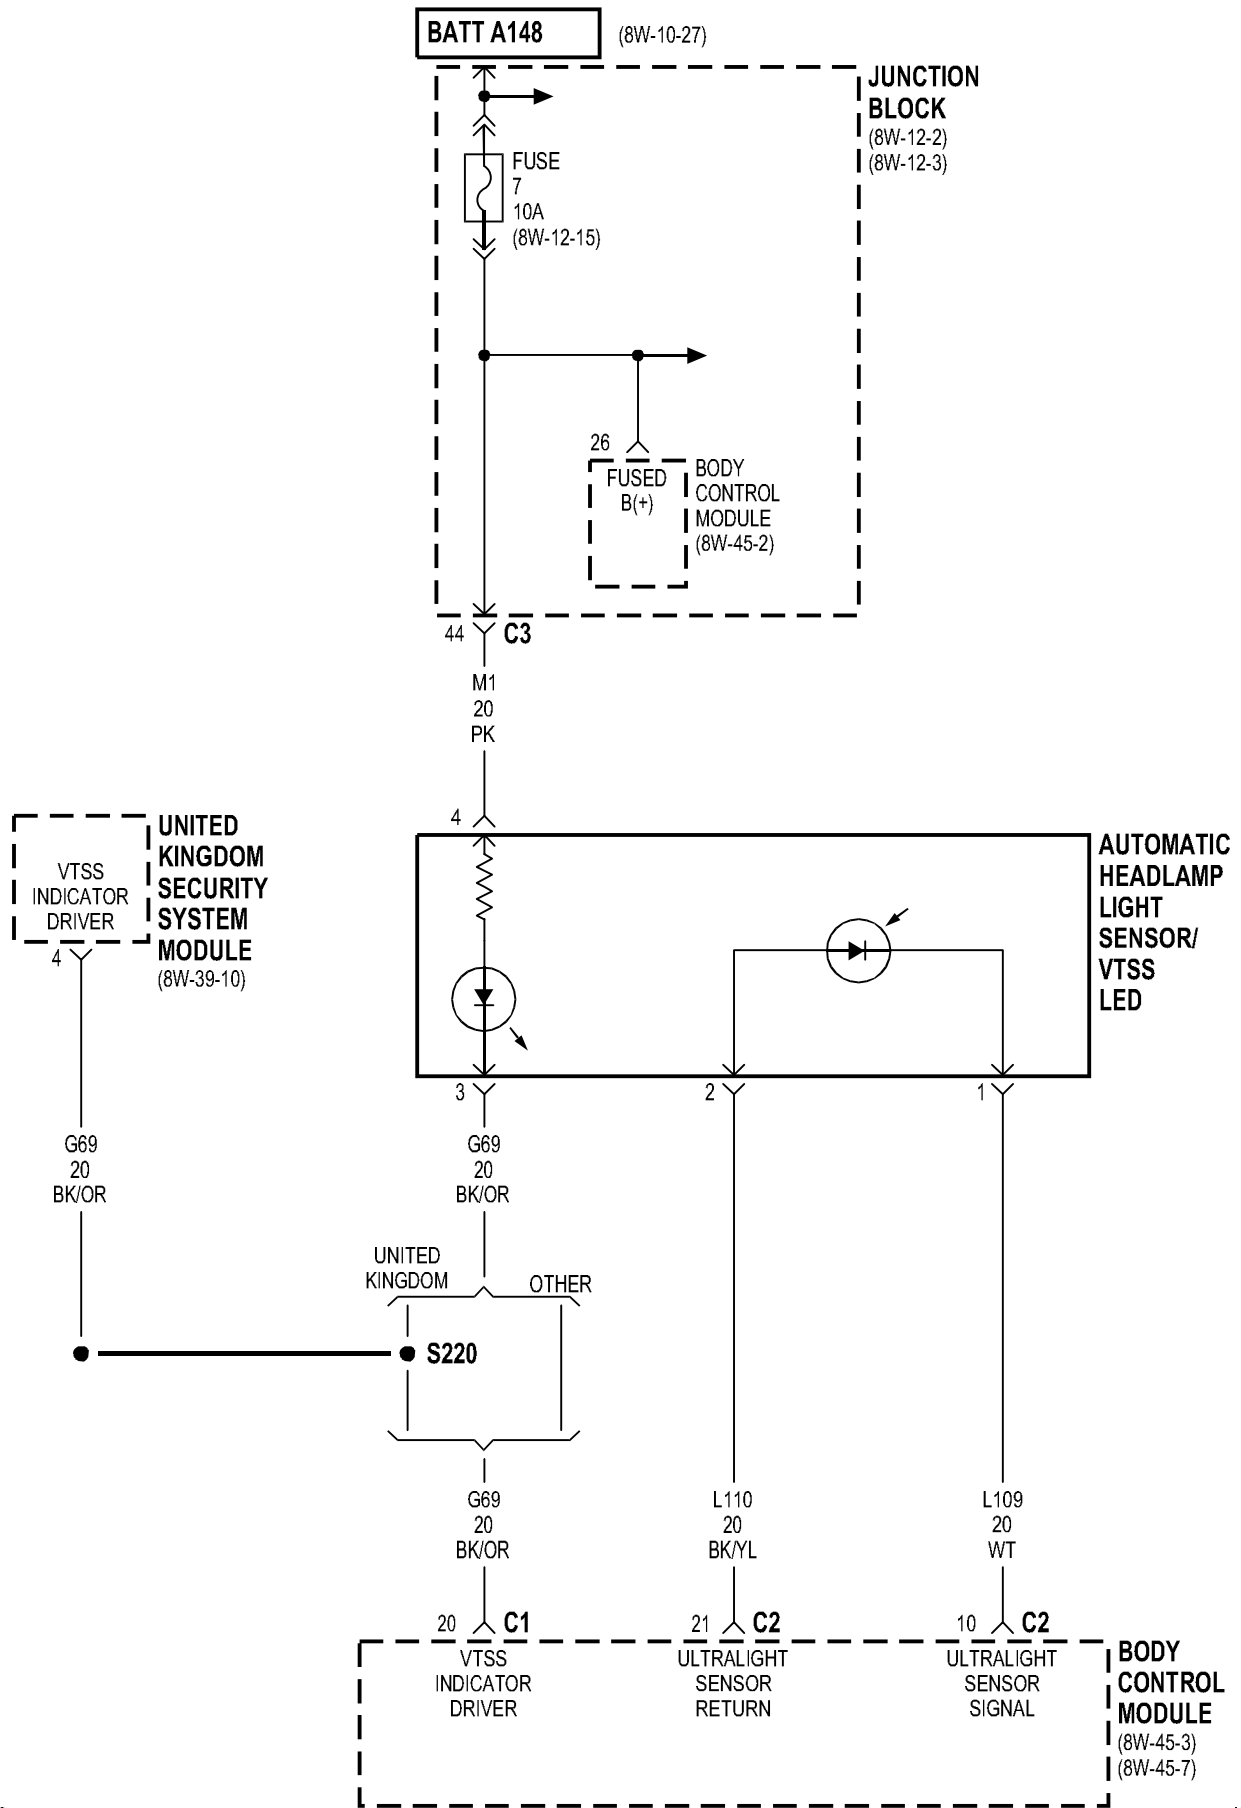 BATT A148
(8W-10-27)
JUNCTION
BLOCK
(8W-12-2)
(8W-12-3)
FUSE
7
10A
(8W-12-15)
26
FUSED
B(+)
BODY
CONTROL
MODULE
(8W-45-2)
44
C3
M1
20
PK
4
UNITED
KINGDOM
SECURITY
SYSTEM
MODULE
(8W-39-10)
VTSS
INDICATOR
DRIVER
4
AUTOMATIC
HEADLAMP
LIGHT
SENSOR/
VTSS
LED
3
2
1
G69
20
BK/OR
G69
20
BK/OR
UNITED
KINGDOM
OTHER
S220
G69
20
BK/OR
L110
20
BK/YL
L109
20
WT
20
C1
21
C2
10
C2
VTSS
INDICATOR
DRIVER
ULTRALIGHT
SENSOR
RETURN
ULTRALIGHT
SENSOR
SIGNAL
BODY
CONTROL
MODULE
(8W-45-3)
(8W-45-7)